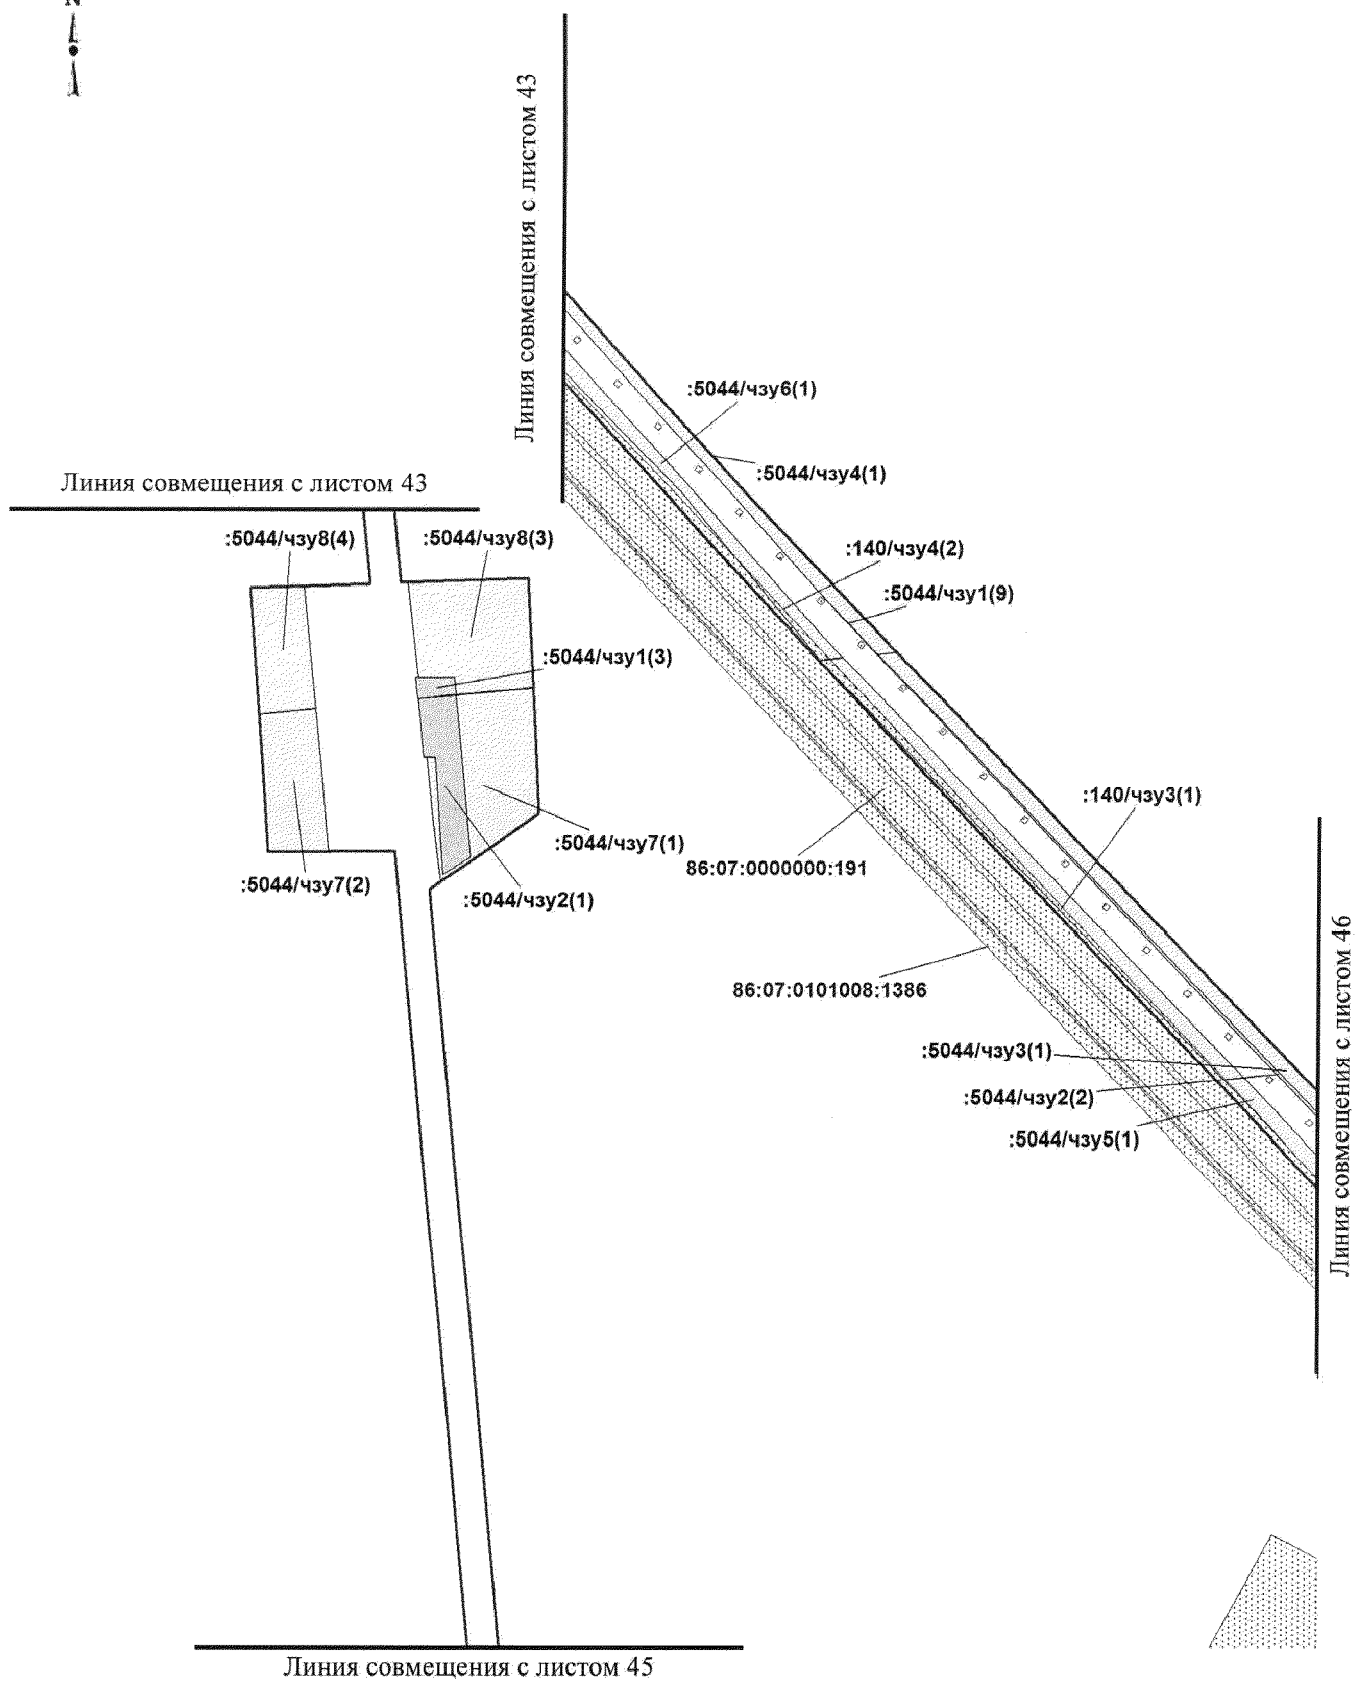 N
Линия совмещения с листом 43
:5044/чзу6(1)
:5044/чзу4(1)
Линия совмещения с листом 43
:5044/чзу8(4)
:5044/чзу8(3)
:140/чзу4(2)
:5044/чзу1(9)
:5044/чзу1(3)
:140/чзу3(1)
:5044/чзу7(1)
86:07:0000000:191
:5044/чзу7(2)
:5044/чзу2(1)
86:07:0101008:1386
Линия совмещения с листом 46
:5044/чзу3(1)
:5044/чзу2(2)
:5044/чзу5(1)
Линия совмещения с листом 45